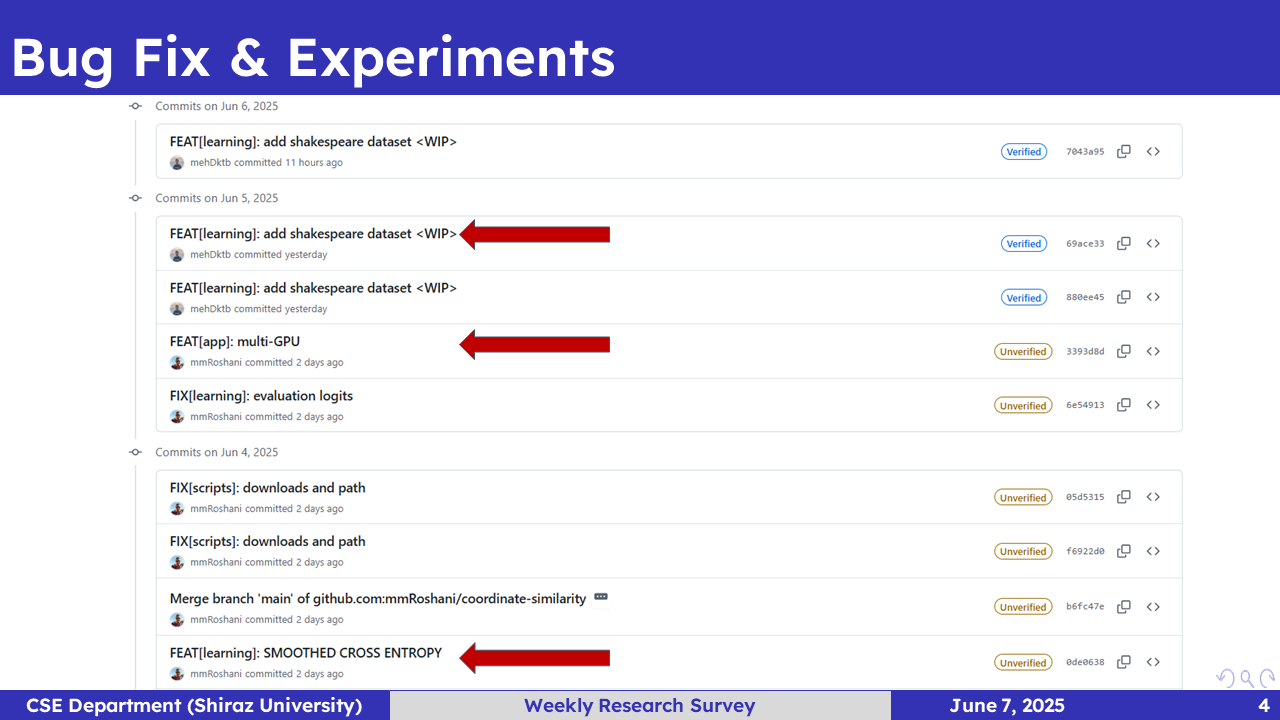 Bug Fix & Experiments
Commits on Jun 6, 2025
FEAT[learning]: add shakespeare dataset <WIP>
mehDktb committed 11 hours ago
Verified
7043a95
Commits on Jun 5, 2025
FEAT[learning]: add shakespeare dataset <WIP>
mehDktb committed yesterday
Verified
69ace33
FEAT[learning]: add shakespeare dataset <WIP>
mehDktb committed yesterday
Verified
880ee45
FEAT[app]: multi-GPU
mmRoshani committed 2 days ago
Unverified
3393d8d
FIX[learning]: evaluation logits
mmRoshani committed 2 days ago
Unverified
6e54913
Commits on Jun 4, 2025
FIX[scripts]: downloads and path
mmRoshani committed 2 days ago
Unverified
05d5315
FIX[scripts]: downloads and path
mmRoshani committed 2 days ago
Unverified
f6922d0
Merge branch 'main' of github.com:mmRoshani/coordinate-similarity
mmRoshani committed 2 days ago
Unverified
b6fc47e
FEAT[learning]: SMOOTHED CROSS ENTROPY
mmRoshani committed 2 days ago
Unverified
0de0638
CSE Department (Shiraz University)
Weekly Research Survey
June 7, 2025
4